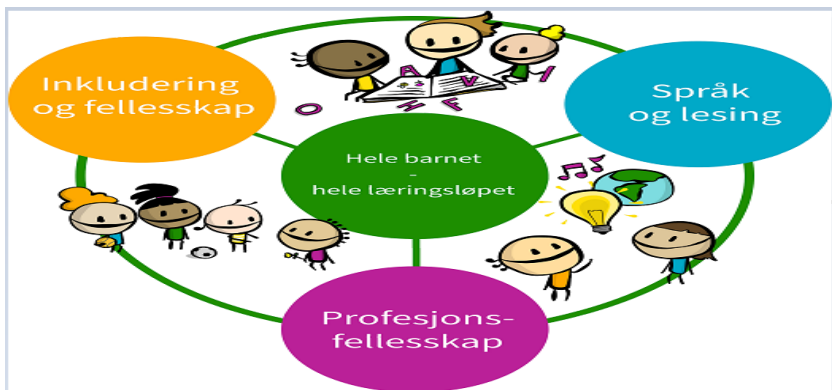 Inkludering
og fellesskap
Språk
og lesing
Hele barnet
-
hele læringsløpet
Profesjons-
fellesskap
O A H F V I